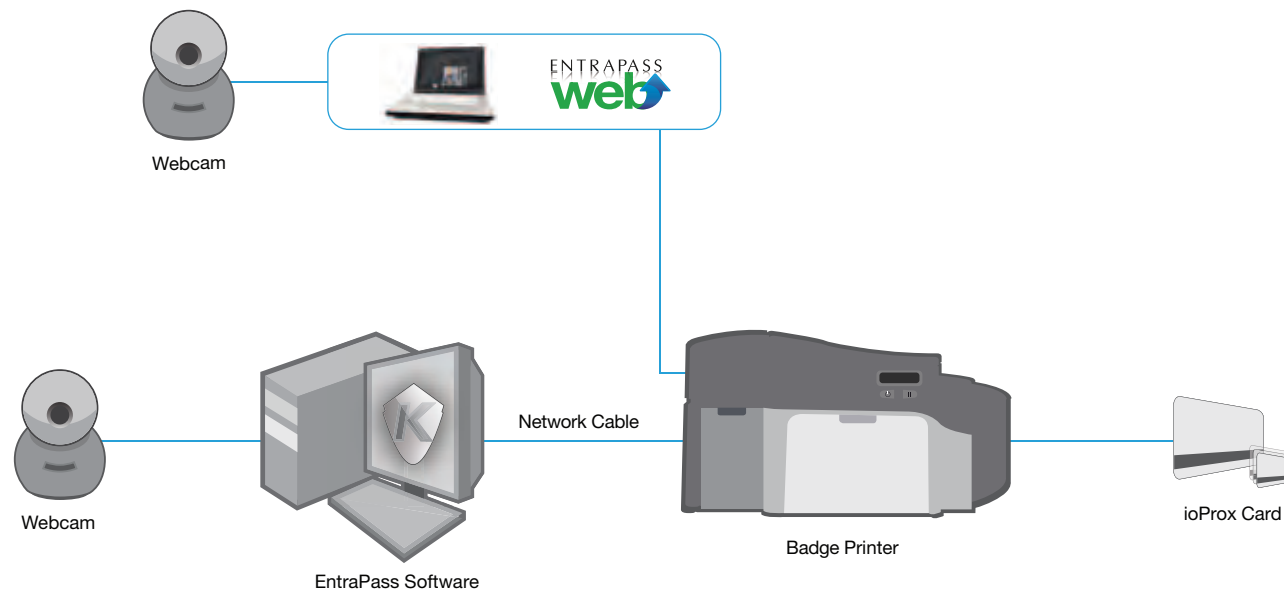 ENTRAPASS
web
Webcam
K
Network Cable
Webcam
EntraPass Software
Badge Printer
ioProx Card